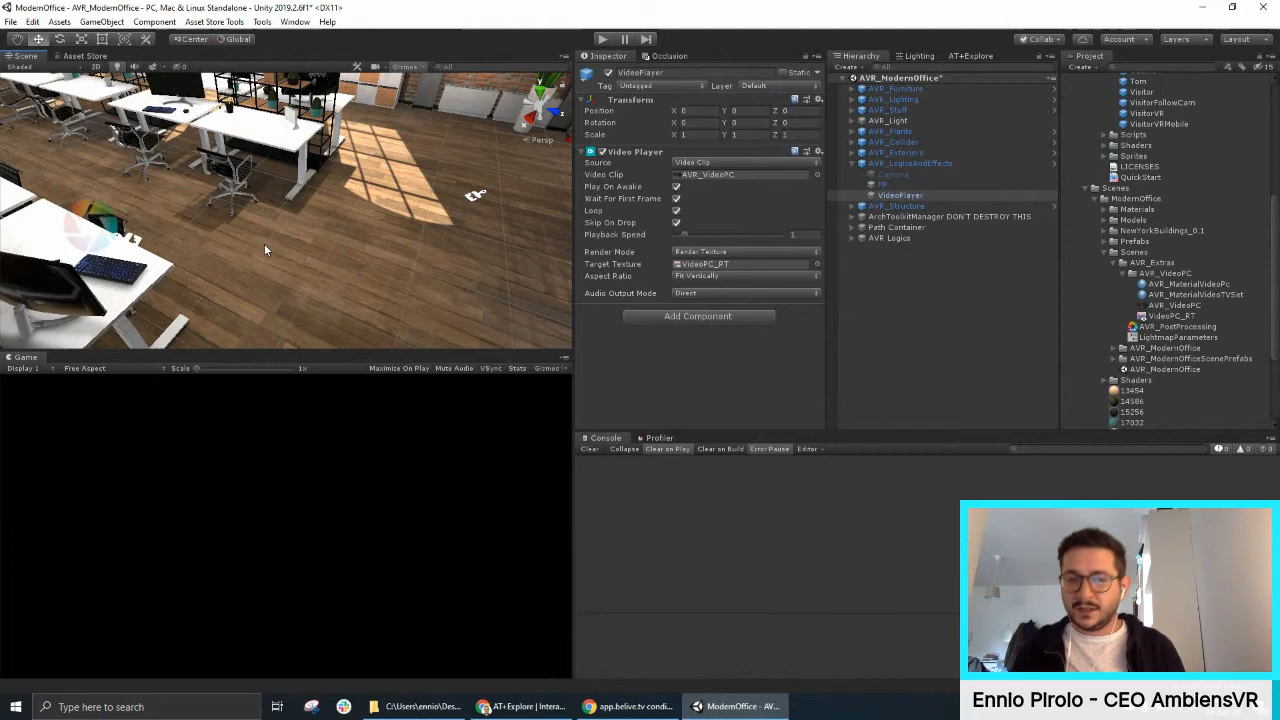 ModernOffice - AVR_ModernOffice - PC, Mac & Linux Standalone - Unity 2019.2.6f1* <DX11>
File Edit Assets GameObject Component Asset Store Tools Tools Window Help
Center Global
Collab Account Layers Layout
Scene Asset Store
Shaded 2D 0 Gizmos All
Persp
Game
Display 1 Free Aspect Scale 1x Maximize On Play Mute Audio VSync Stats Gizmos
Inspector Occlusion
VideoPlayer Static
Tag Untagged Layer Default
Transform
Position X 0 Y 0 Z 0
Rotation X 0 Y 0 Z 0
Scale X 1 Y 1 Z 1
Video Player
Source Video Clip
Video Clip AVR_VideoPC
Play On Awake
Wait For First Frame
Loop
Skip On Drop
Playback Speed 1
Render Mode Render Texture
Target Texture VideoPC_RT
Aspect Ratio Fit Vertically
Audio Output Mode Direct
Add Component
Hierarchy Lighting AT+Explore
Create All
AVR_ModernOffice*
AVR_Furniture
AVR_Lighting
AVR_Stuff
AVR_Light
AVR_Plants
AVR_Collider
AVR_Exteriors
AVR_LogicsAndEffects
Camera
PP
VideoPlayer
AVR_Structure
ArchToolkitManager DON'T DESTROY THIS
Path Container
AVR Logics
Project
Create 15
Tom
Visitor
VisitorFollowCam
VisitorVR
VisitorVRMobile
Scripts
Shaders
Sprites
LICENSES
QuickStart
Scenes
ModernOffice
Materials
Models
NewYorkBuildings_0.1
Prefabs
Scenes
AVR_Extras
AVR_VideoPC
AVR_MaterialVideoPc
AVR_MaterialVideoTVSet
AVR_VideoPC
VideoPC_RT
AVR_PostProcessing
LightmapParameters
AVR_ModernOffice
AVR_ModernOfficeScenePrefabs
AVR_ModernOffice
Shaders
13454
14586
15256
17032
Console Profiler
Clear Collapse Clear on Play Clear on Build Error Pause Editor 0 0 0
Ennio Pirolo - CEO AmbiensVR
Type here to search
C:\Users\ennio\Des...
AT+Explore | Intera...
app.belive.tv condi...
ModernOffice - AV...